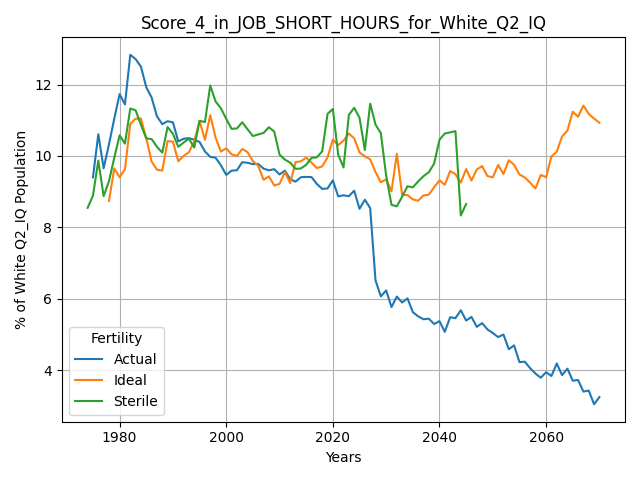 Score_4_in_JOB_SHORT_HOURS_for_White_Q2_IQ
% of White Q2_IQ Population
12
10
8
6
4
Fertility
Actual
Ideal
Sterile
1980
2000
2020
2040
2060
Years